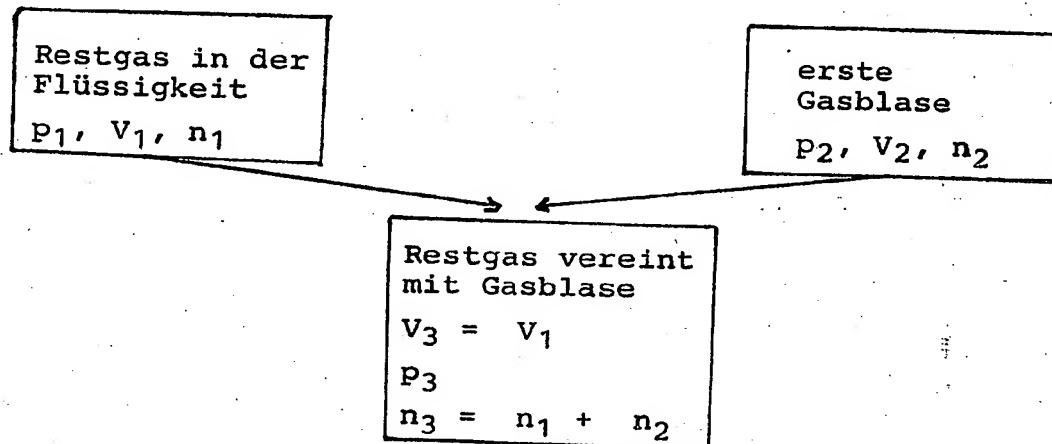 Restgas in der
Flüssigkeit
p₁, V₁, n₁
erste
Gasblase
p₂, V₂, n₂
Restgas vereint
mit Gasblase
V₃ = V₁
p₃
n₃ = n₁ + n₂